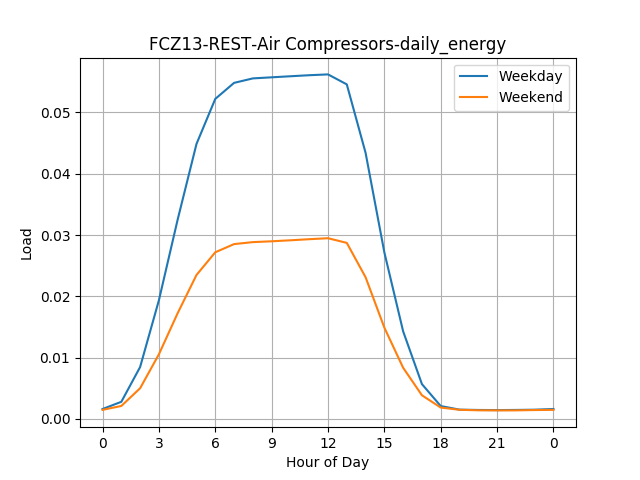 FCZ13-REST-Air Compressors-daily_energy
Weekday
Weekend
Load
0.05
0.04
0.03
0.02
0.01
0.00
0 3 6 9 12 15 18 21 0
Hour of Day